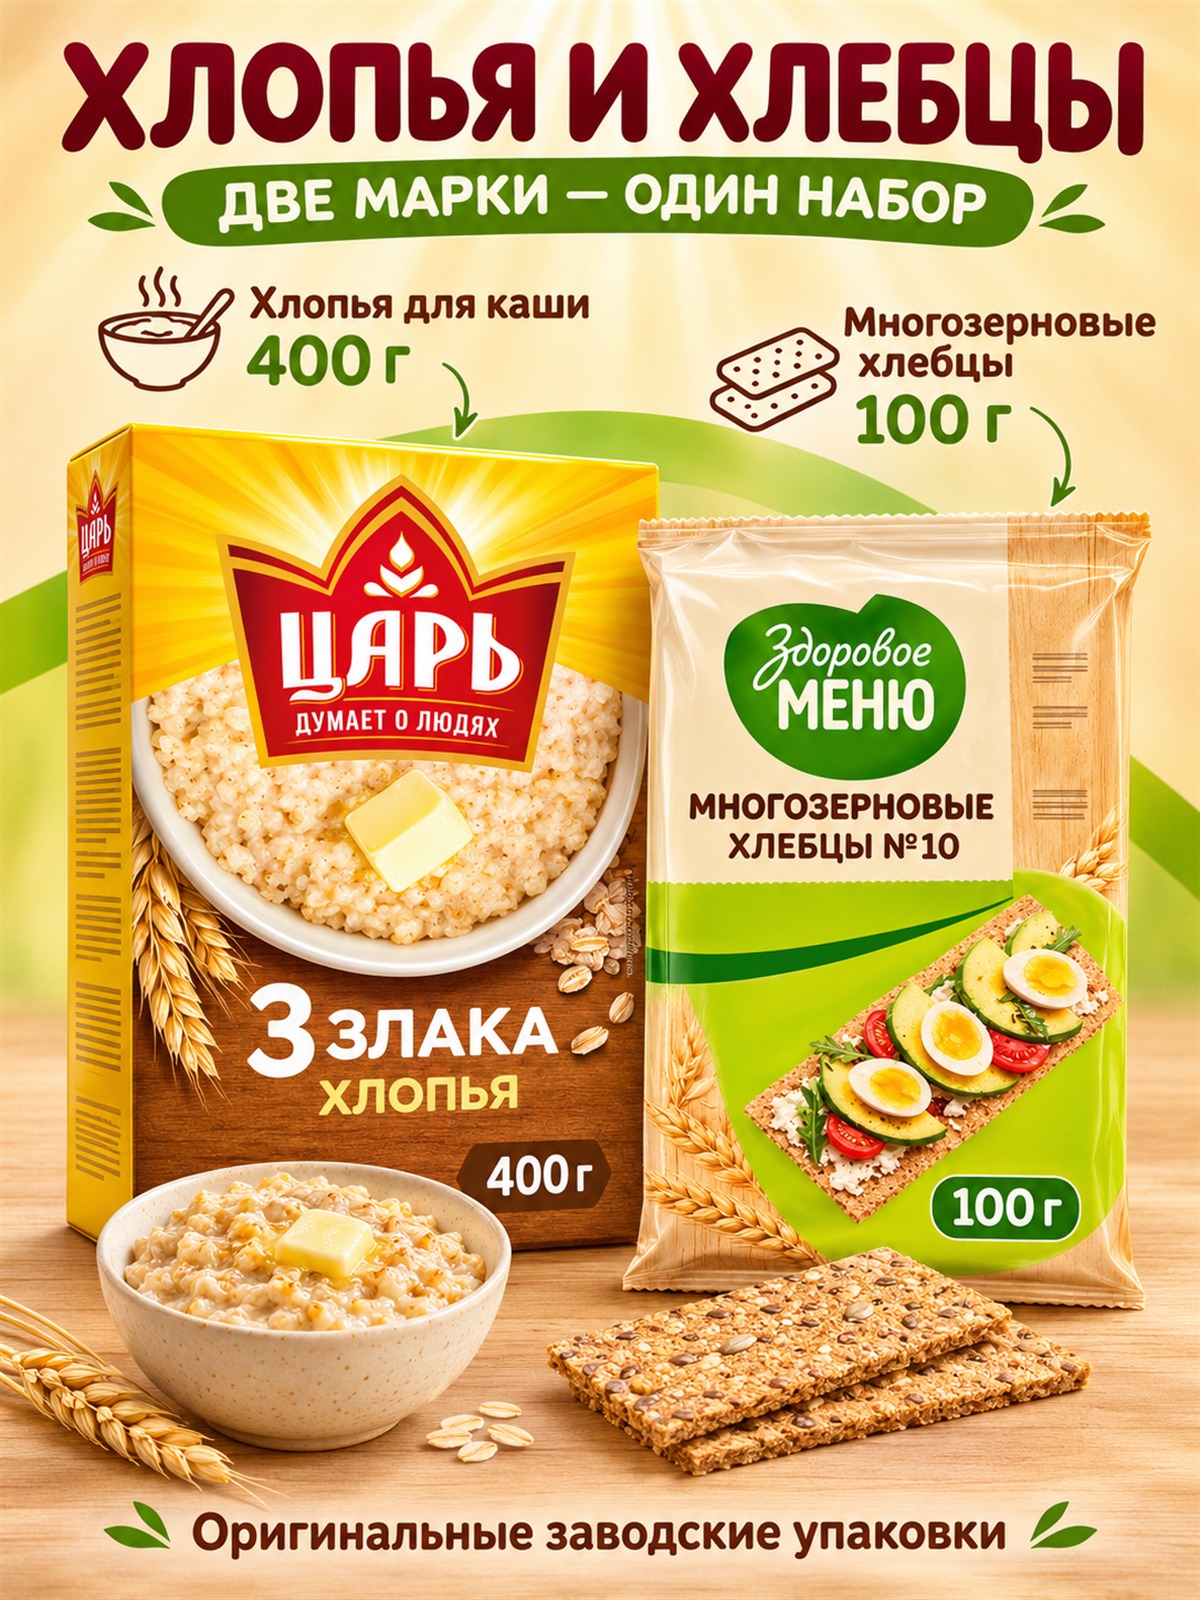 ХЛОПЬЯ И ХЛЕБЦЫ
ДВЕ МАРКИ — ОДИН НАБОР
Хлопья для каши
400 г
Многозерновые
хлебцы
100 г
ЦАРЬ
ЦАРЬ
ДУМАЕТ О ЛЮДЯХ
3 ЗЛАКА
ХЛОПЬЯ
400 г
Здоровое
МЕНЮ
МНОГОЗЕРНОВЫЕ
ХЛЕБЦЫ №10
100 г
Оригинальные заводские упаковки